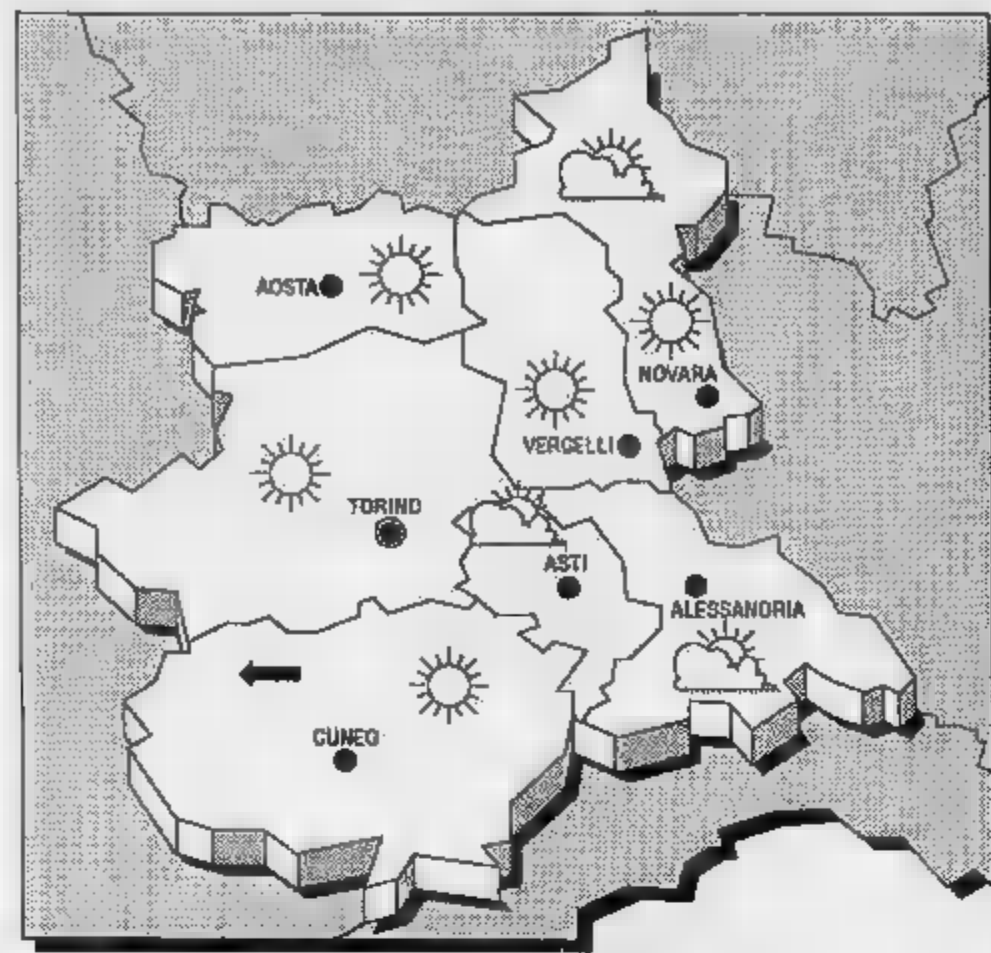 AOSTA
NOVARA
VERCELLI
TORINO
ASTI
ALESSANDRIA
CUNEO